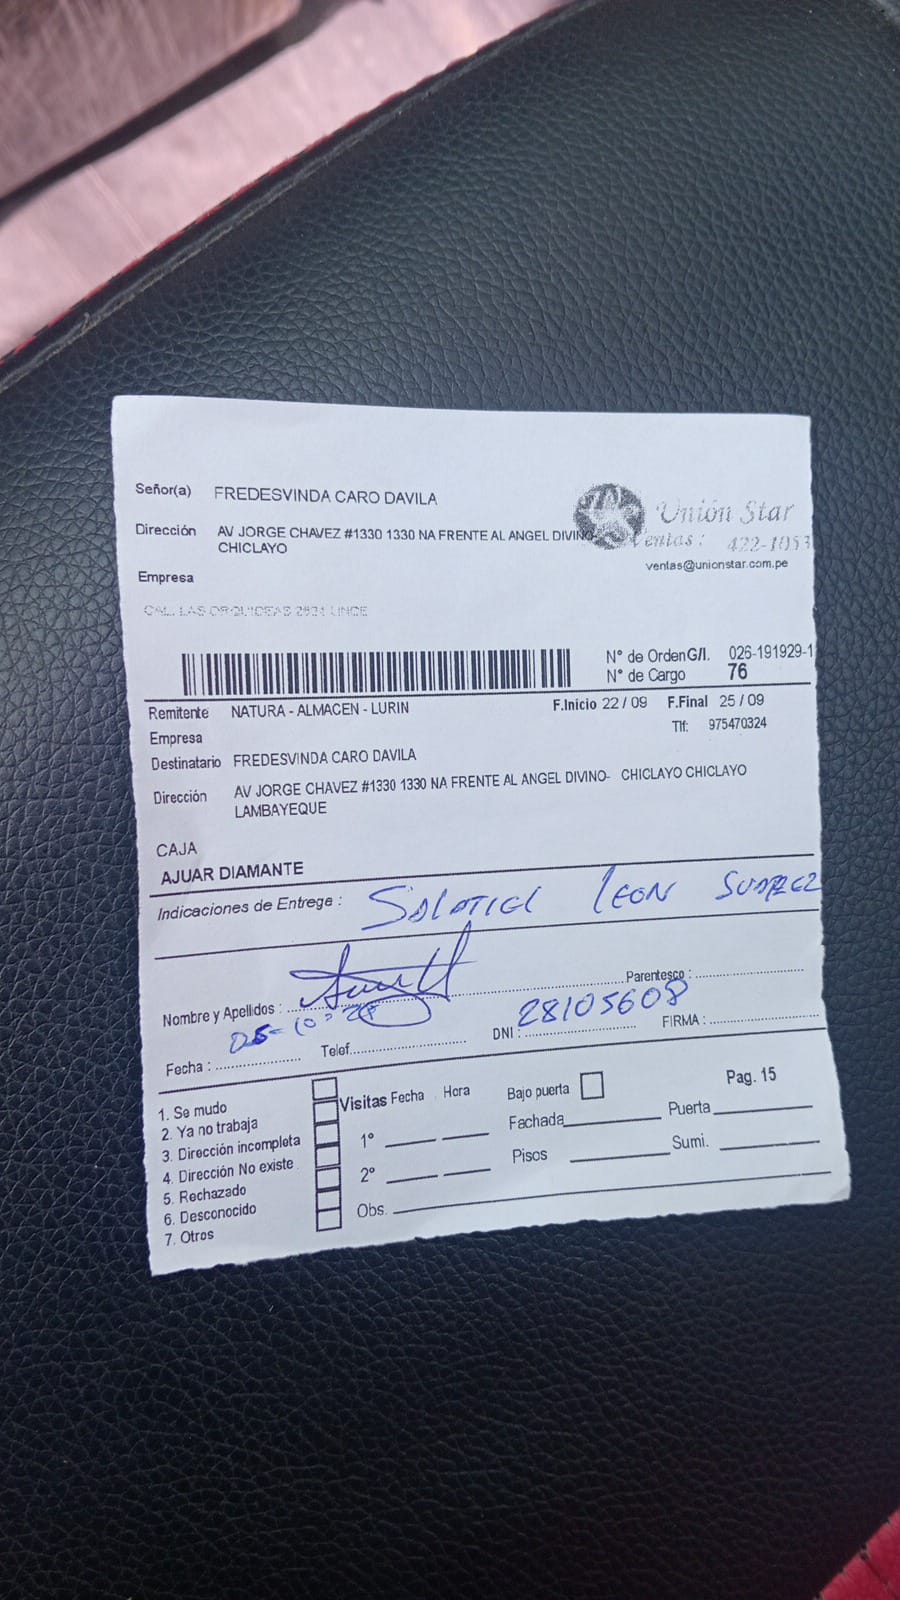 Señor(a) FREDESVINDA CARO DAVILA
Dirección AV JORGE CHAVEZ #1330 1330 NA FRENTE AL ANGEL DIVINO-
CHICLAYO
Unión Star
Ventas: 422-1053
ventas@unionstar.com.pe
Empresa
CAL. LAS ORQUIDEAS 2631 LINCE
N° de Orden G/I. 026-191929-1
N° de Cargo 76
Remitente NATURA - ALMACEN - LURIN F.Inicio 22 / 09 F.Final 25 / 09
Empresa Tlf: 975470324
Destinatario FREDESVINDA CARO DAVILA
Dirección AV JORGE CHAVEZ #1330 1330 NA FRENTE AL ANGEL DIVINO- CHICLAYO CHICLAYO
LAMBAYEQUE
CAJA
AJUAR DIAMANTE
Indicaciones de Entrega : SALATIEL LEON SUAREZ
Nombre y Apellidos : Parentesco :
Fecha : Telef. DNI : 28105608 FIRMA :
1. Se mudo
2. Ya no trabaja
3. Dirección incompleta
4. Dirección No existe
5. Rechazado
6. Desconocido
7. Otros
Visitas Fecha . Hora Bajo puerta Pag. 15
1° Fachada Puerta
2° Pisos Sumi.
Obs.